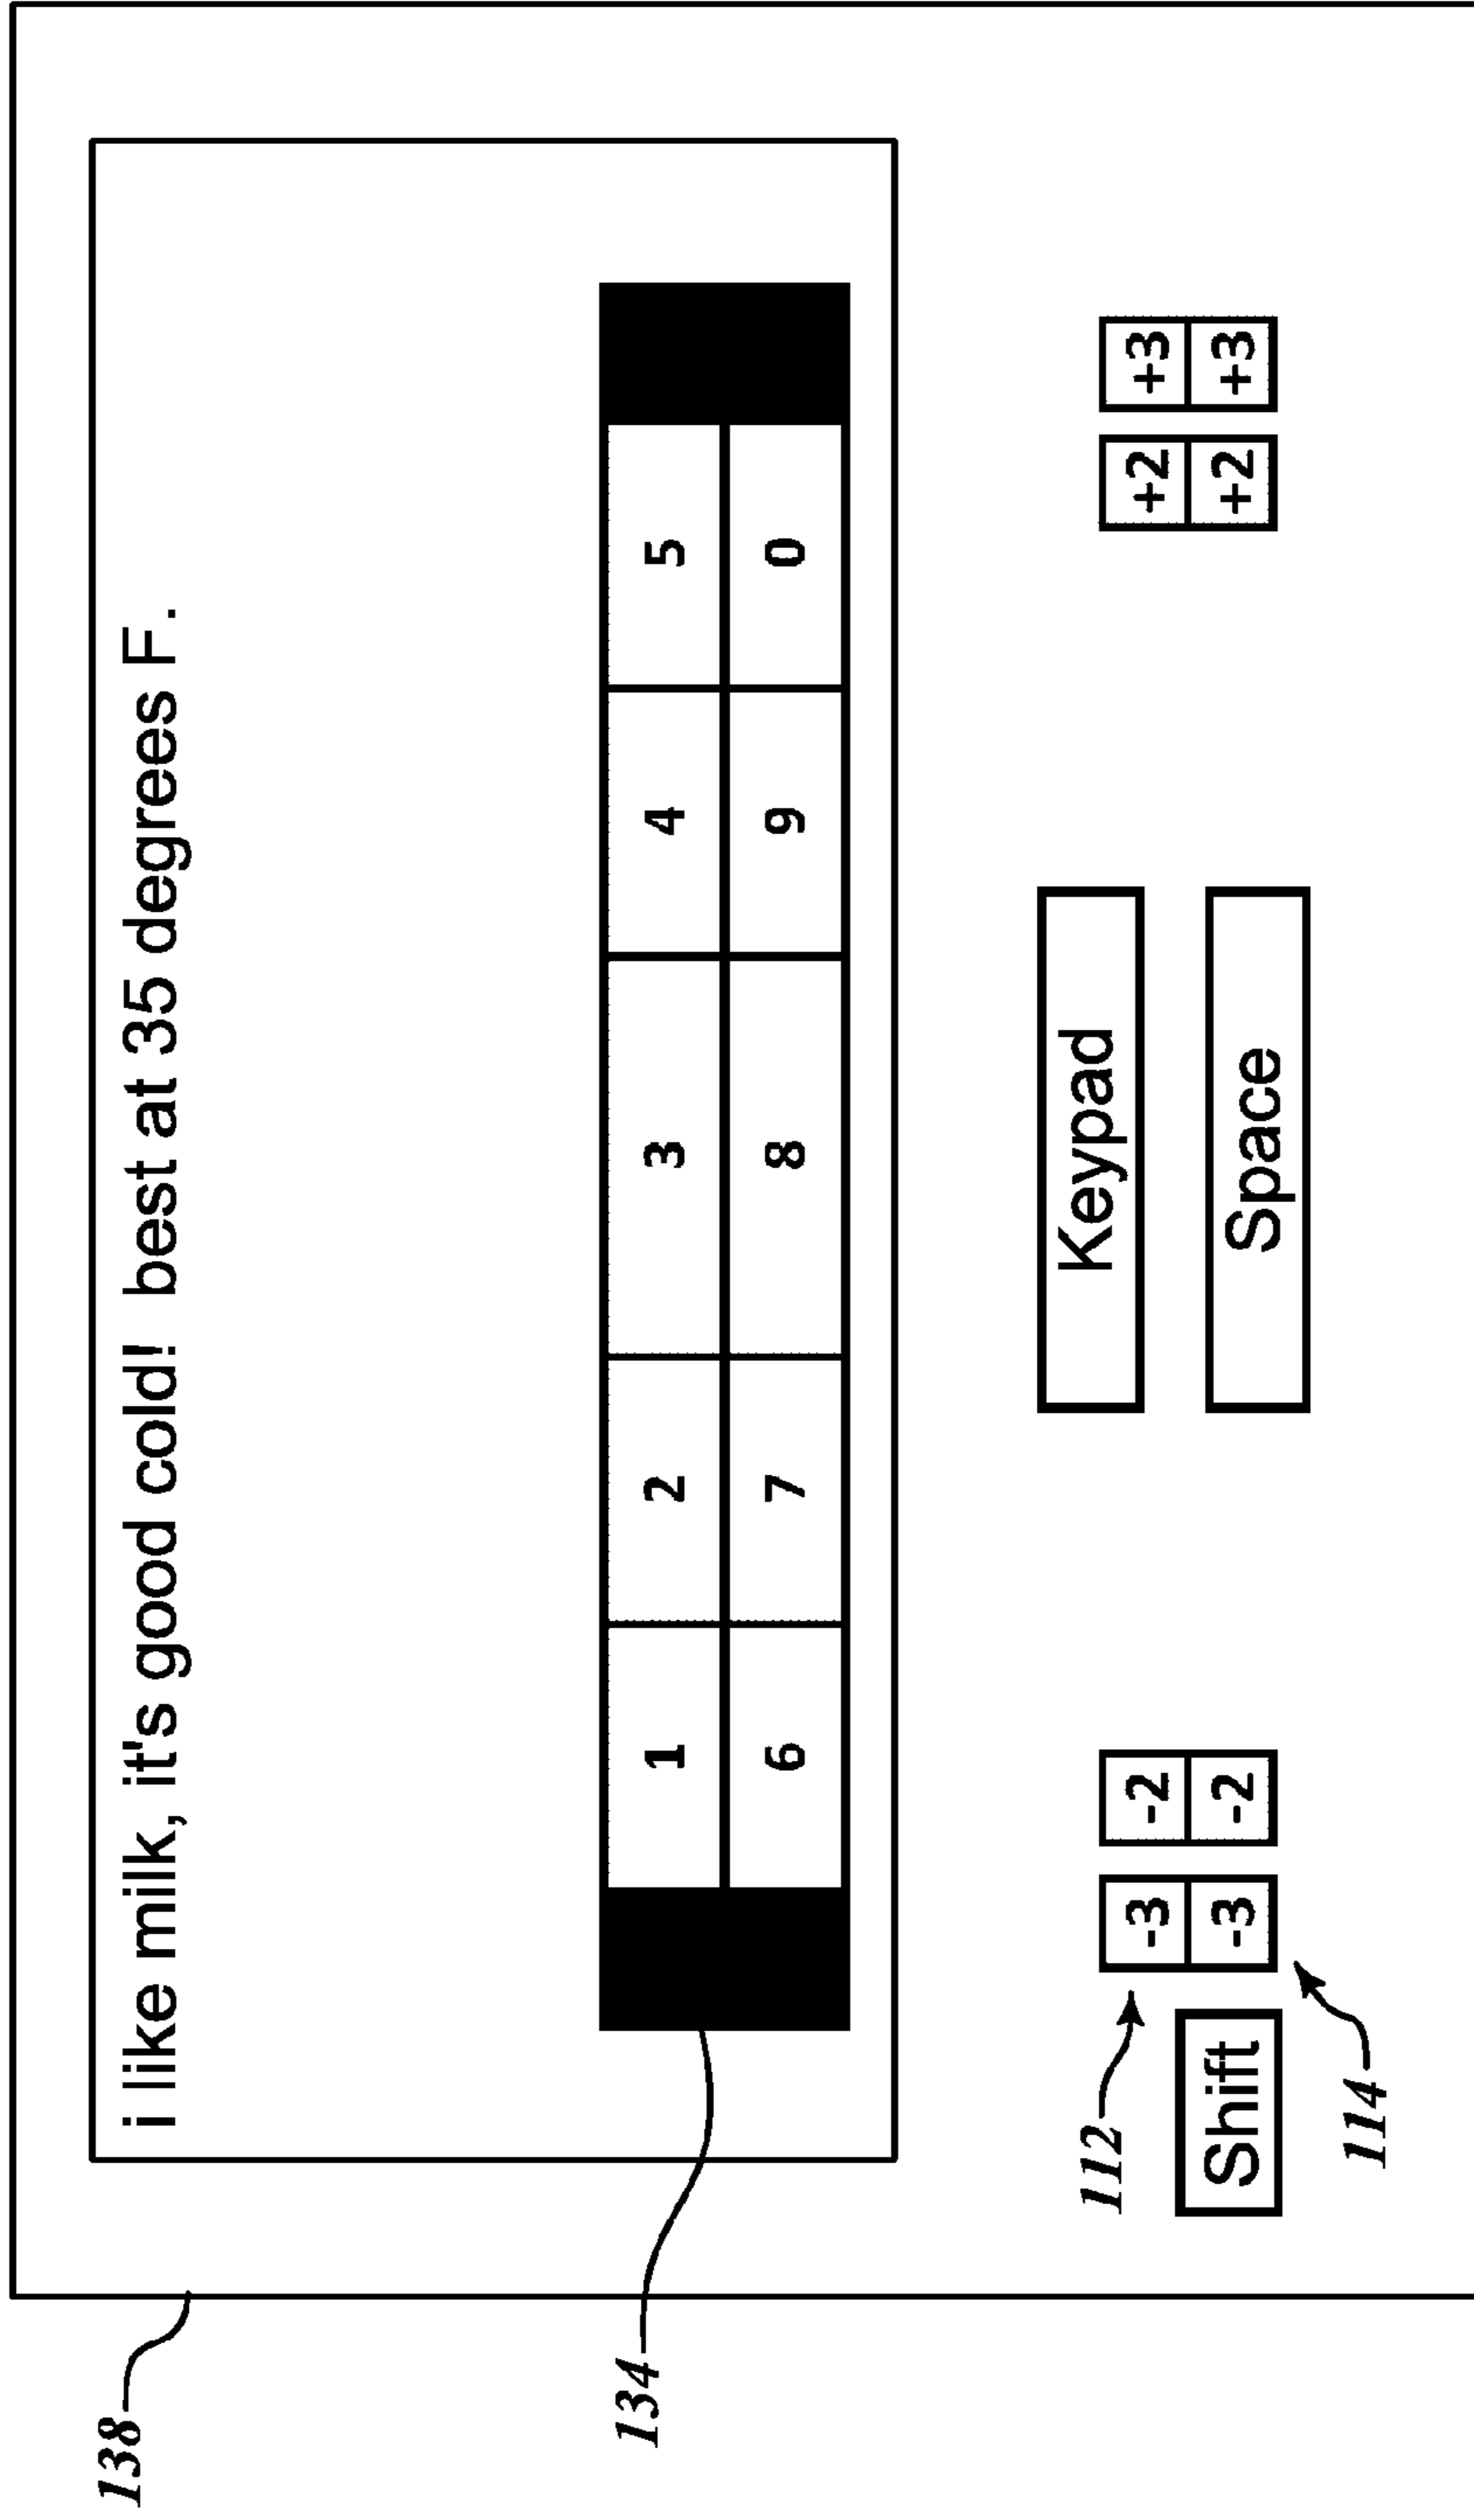 138
i like milk, it's good cold!  best at 35 degrees F.
134
1 2 3 4 5
6 7 8 9 0
Keypad
112
-3 -2 +2 +3
Shift
-3 -2 +2 +3
Space
114